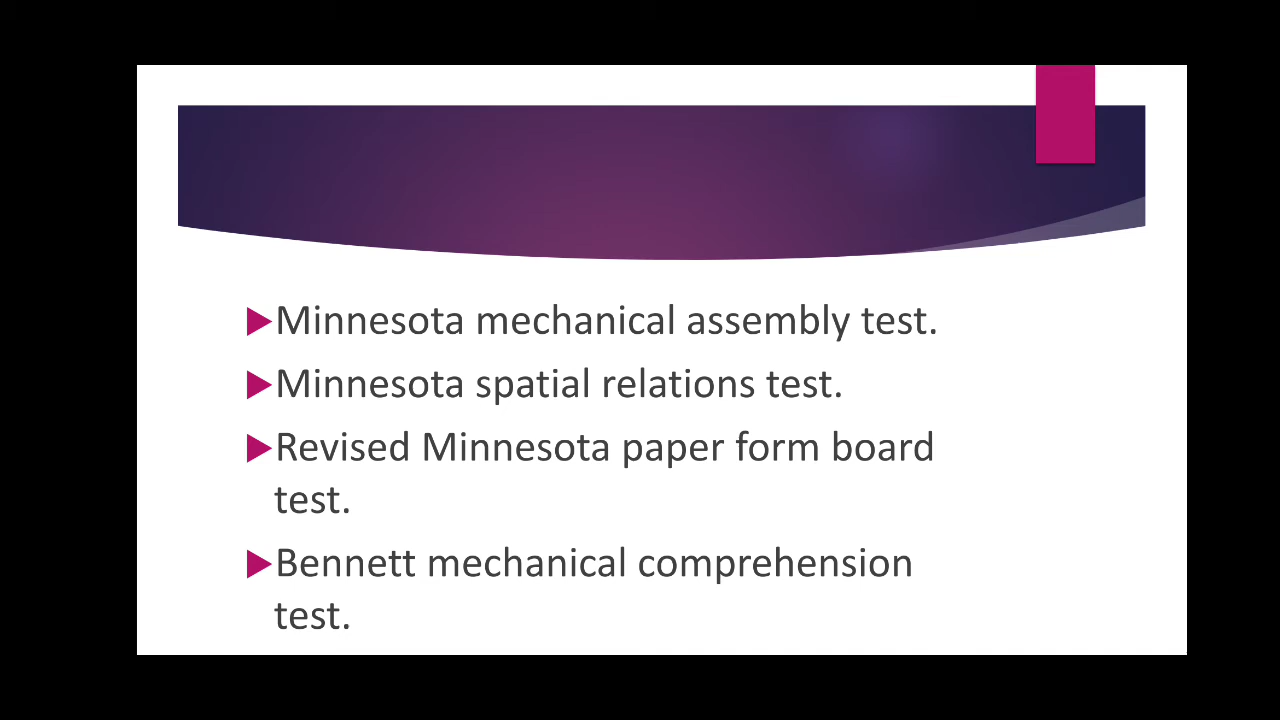 Minnesota mechanical assembly test.
Minnesota spatial relations test.
Revised Minnesota paper form board
test.
Bennett mechanical comprehension
test.